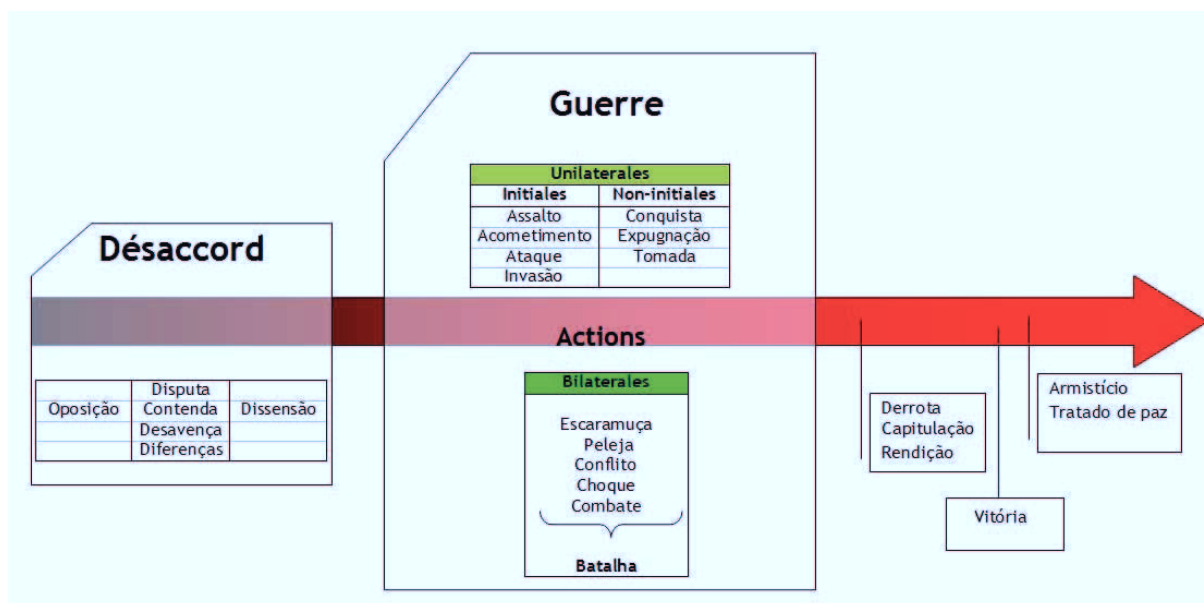 Guerre
Unilaterales
Initiales Non-initiales
Assalto Conquista
Acometimento Expugnação
Ataque Tomada
Invasão
Désaccord
Actions
Disputa
Oposição Contenda Dissensão
Desavença
Diferenças
Bilaterales
Escaramuça
Peleja
Conflito
Choque
Combate
Batalha
Derrota
Capitulação
Rendição
Vitória
Armistício
Tratado de paz